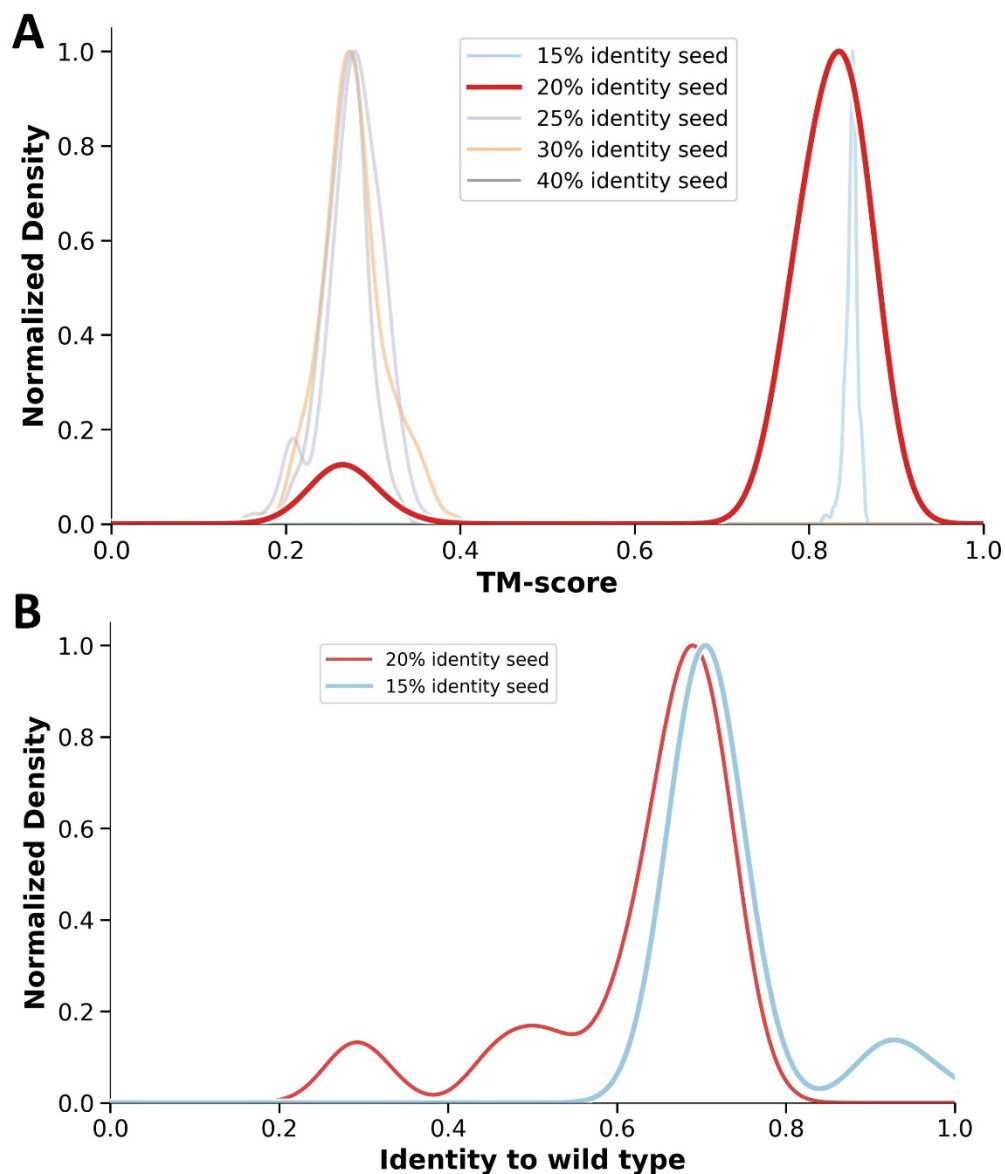 A
1.0
0.8
0.6
0.4
0.2
0.0
Normalized Density
15% identity seed
20% identity seed
25% identity seed
30% identity seed
40% identity seed
0.0 0.2 0.4 0.6 0.8 1.0
TM-score
B
1.0
0.8
0.6
0.4
0.2
0.0
Normalized Density
20% identity seed
15% identity seed
0.0 0.2 0.4 0.6 0.8 1.0
Identity to wild type